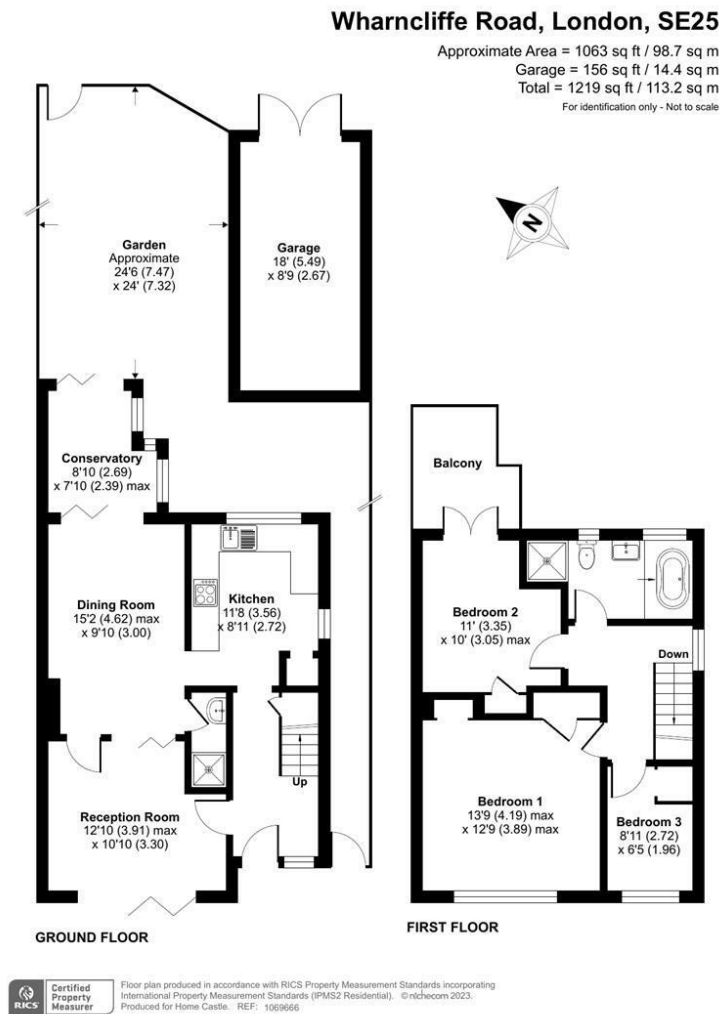 Wharncliffe Road, London, SE25
Approximate Area = 1063 sq ft / 98.7 sq m
Garage = 156 sq ft / 14.4 sq m
Total = 1219 sq ft / 113.2 sq m
For identification only - Not to scale
N
Garden
Approximate
24'6 (7.47)
x 24' (7.32)
Garage
18' (5.49)
x 8'9 (2.67)
Conservatory
8'10 (2.69)
x 7'10 (2.39) max
Dining Room
15'2 (4.62) max
x 9'10 (3.00)
Kitchen
11'8 (3.56)
x 8'11 (2.72)
Up
Reception Room
12'10 (3.91) max
x 10'10 (3.30)
GROUND FLOOR
Balcony
Bedroom 2
11' (3.35)
x 10' (3.05) max
Down
Bedroom 1
13'9 (4.19) max
x 12'9 (3.89) max
Bedroom 3
8'11 (2.72)
x 6'5 (1.96)
FIRST FLOOR
RICS
Certified
Property
Measurer
Floor plan produced in accordance with RICS Property Measurement Standards incorporating
International Property Measurement Standards (IPMS2 Residential). ©nichecom 2023.
Produced for Home Castle. REF: 1069666